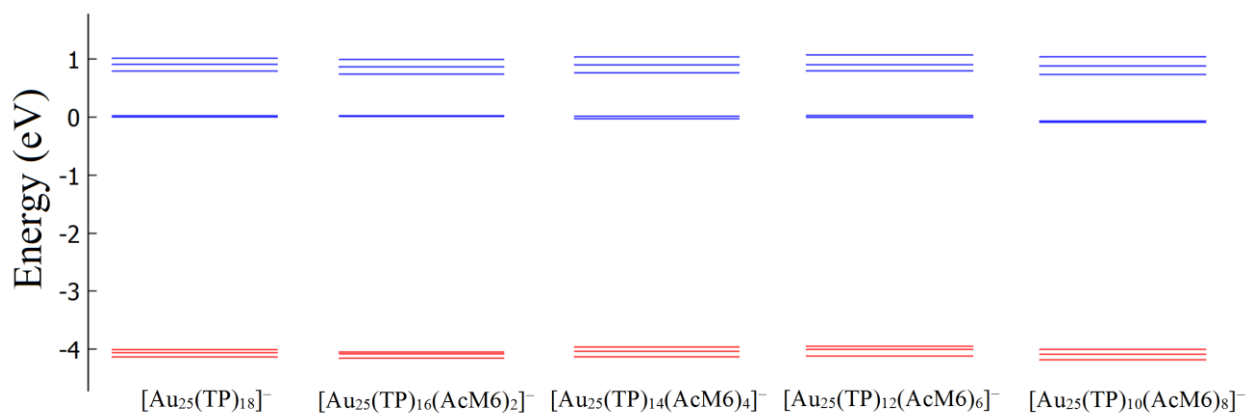 Energy (eV)
1
0
-1
-2
-3
-4
[Au₂₅(TP)₁₈]⁻
[Au₂₅(TP)₁₆(AcM6)₂]⁻
[Au₂₅(TP)₁₄(AcM6)₄]⁻
[Au₂₅(TP)₁₂(AcM6)₆]⁻
[Au₂₅(TP)₁₀(AcM6)₈]⁻